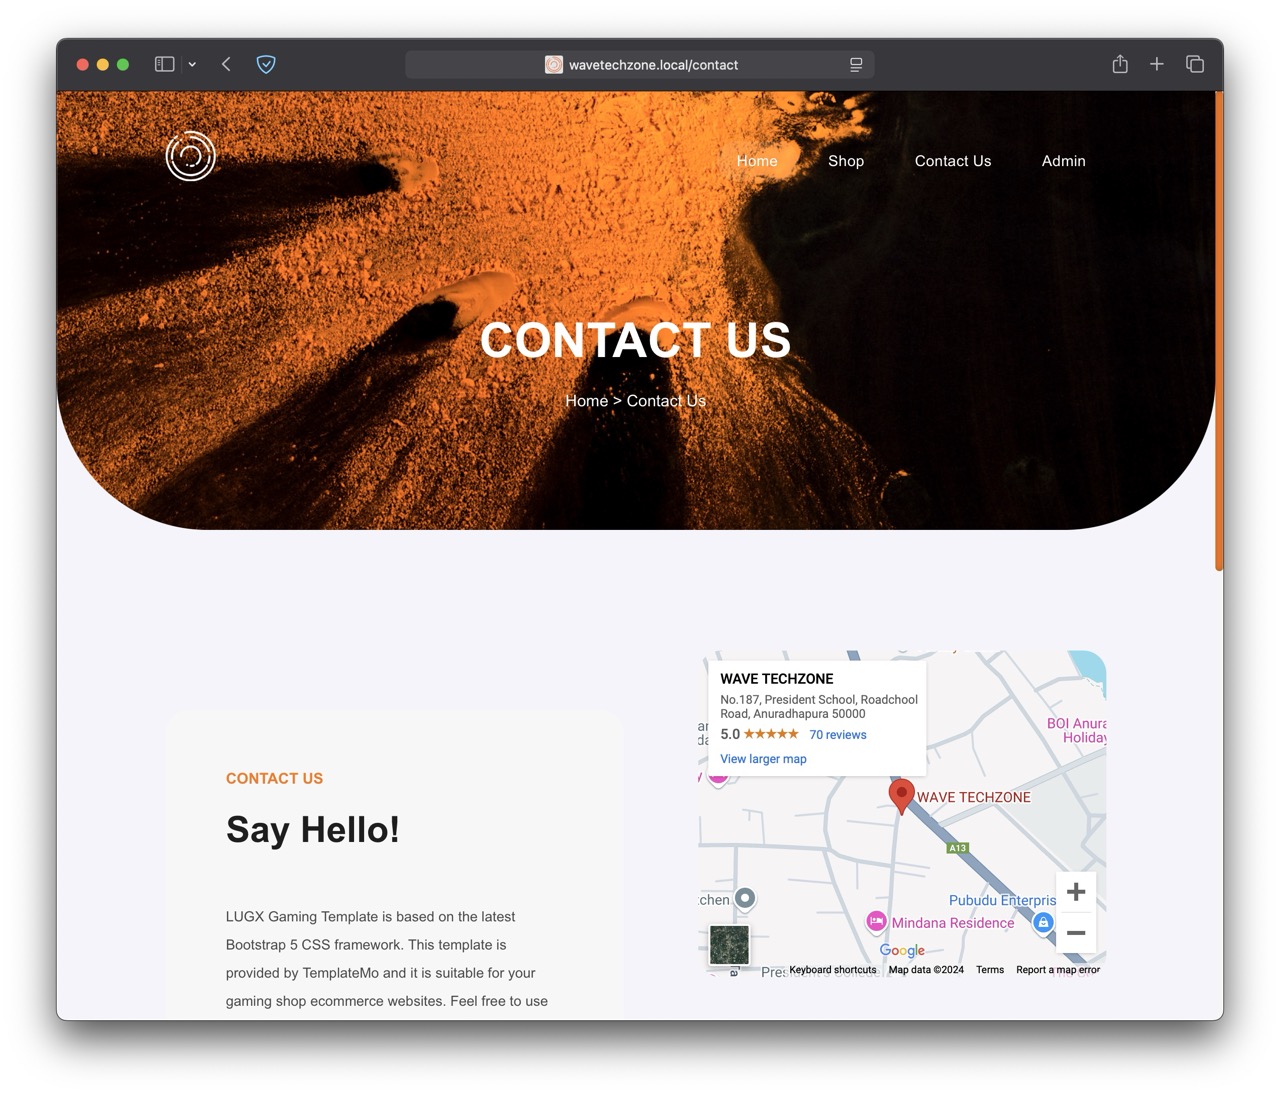 wavetechzone.local/contact
Home Shop Contact Us Admin
CONTACT US
Home > Contact Us
CONTACT US
Say Hello!
LUGX Gaming Template is based on the latest
Bootstrap 5 CSS framework. This template is
provided by TemplateMo and it is suitable for your
gaming shop ecommerce websites. Feel free to use
WAVE TECHZONE
No.187, President School, Roadchool
Road, Anuradhapura 50000
5.0 ★★★★★ 70 reviews
View larger map
BOI Anura
Holiday
WAVE TECHZONE
A13
Pubudu Enterpris
Mindana Residence
Google
Keyboard shortcuts Map data ©2024 Terms Report a map error